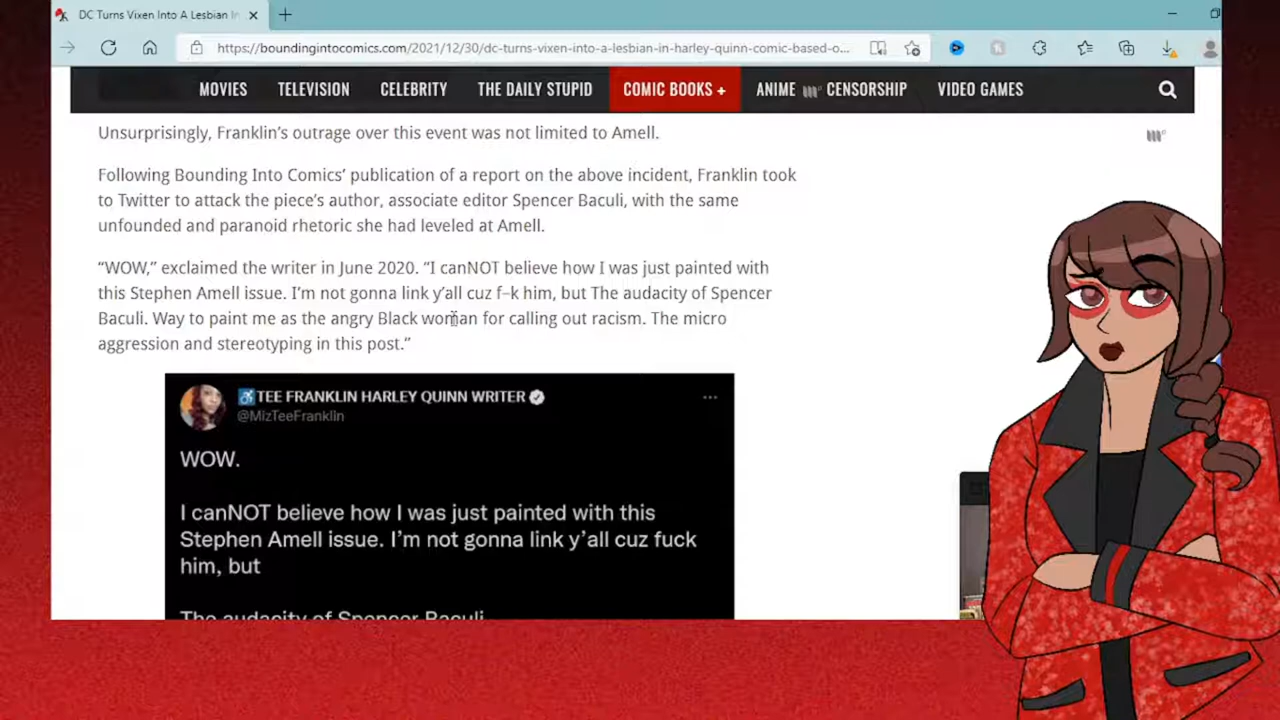 DC Turns Vixen Into A Lesbian In
https://boundingintocomics.com/2021/12/30/dc-turns-vixen-into-a-lesbian-in-harley-quinn-comic-based-o...
MOVIES TELEVISION CELEBRITY THE DAILY STUPID COMIC BOOKS + ANIME CENSORSHIP VIDEO GAMES
Unsurprisingly, Franklin's outrage over this event was not limited to Amell.
Following Bounding Into Comics' publication of a report on the above incident, Franklin took
to Twitter to attack the piece's author, associate editor Spencer Baculi, with the same
unfounded and paranoid rhetoric she had leveled at Amell.
“WOW,” exclaimed the writer in June 2020. “I canNOT believe how I was just painted with
this Stephen Amell issue. I'm not gonna link y'all cuz f–k him, but The audacity of Spencer
Baculi. Way to paint me as the angry Black woman for calling out racism. The micro
aggression and stereotyping in this post.”
TEE FRANKLIN HARLEY QUINN WRITER
@MizTeeFranklin
WOW.
I canNOT believe how I was just painted with this
Stephen Amell issue. I'm not gonna link y'all cuz fuck
him, but
The audacity of Spencer Baculi